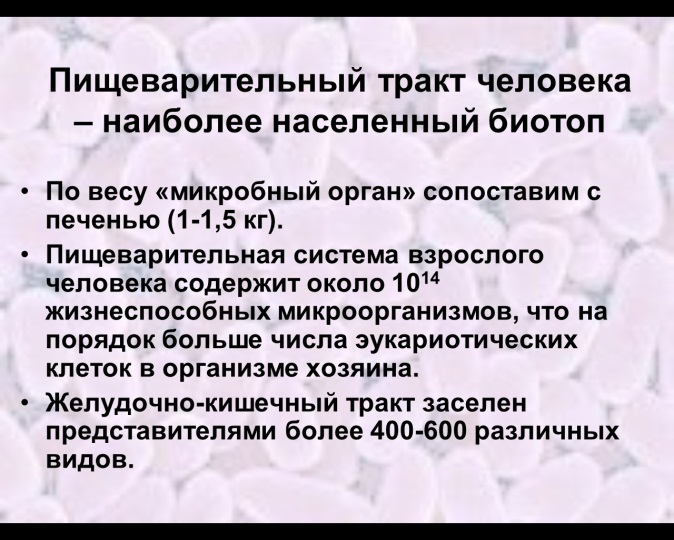 Пищеварительный тракт человека
– наиболее населенный биотоп
• По весу «микробный орган» сопоставим с
печенью (1-1,5 кг).
• Пищеварительная система взрослого
человека содержит около 10¹⁴
жизнеспособных микроорганизмов, что на
порядок больше числа эукариотических
клеток в организме хозяина.
• Желудочно-кишечный тракт заселен
представителями более 400-600 различных
видов.